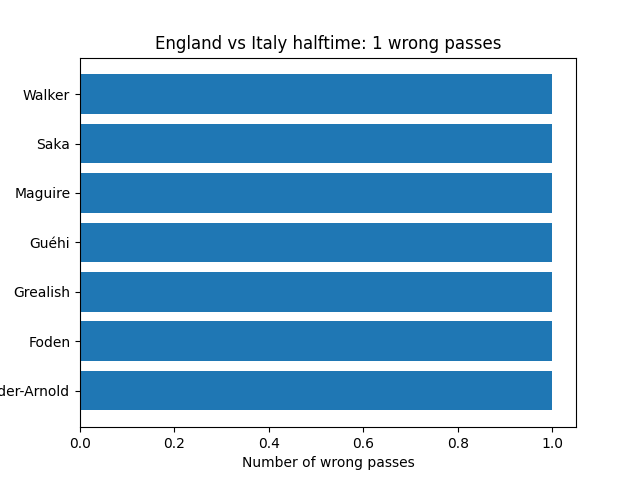 England vs Italy halftime: 1 wrong passes
Walker
Saka
Maguire
Guéhi
Grealish
Foden
der-Arnold
0.0 0.2 0.4 0.6 0.8 1.0
Number of wrong passes